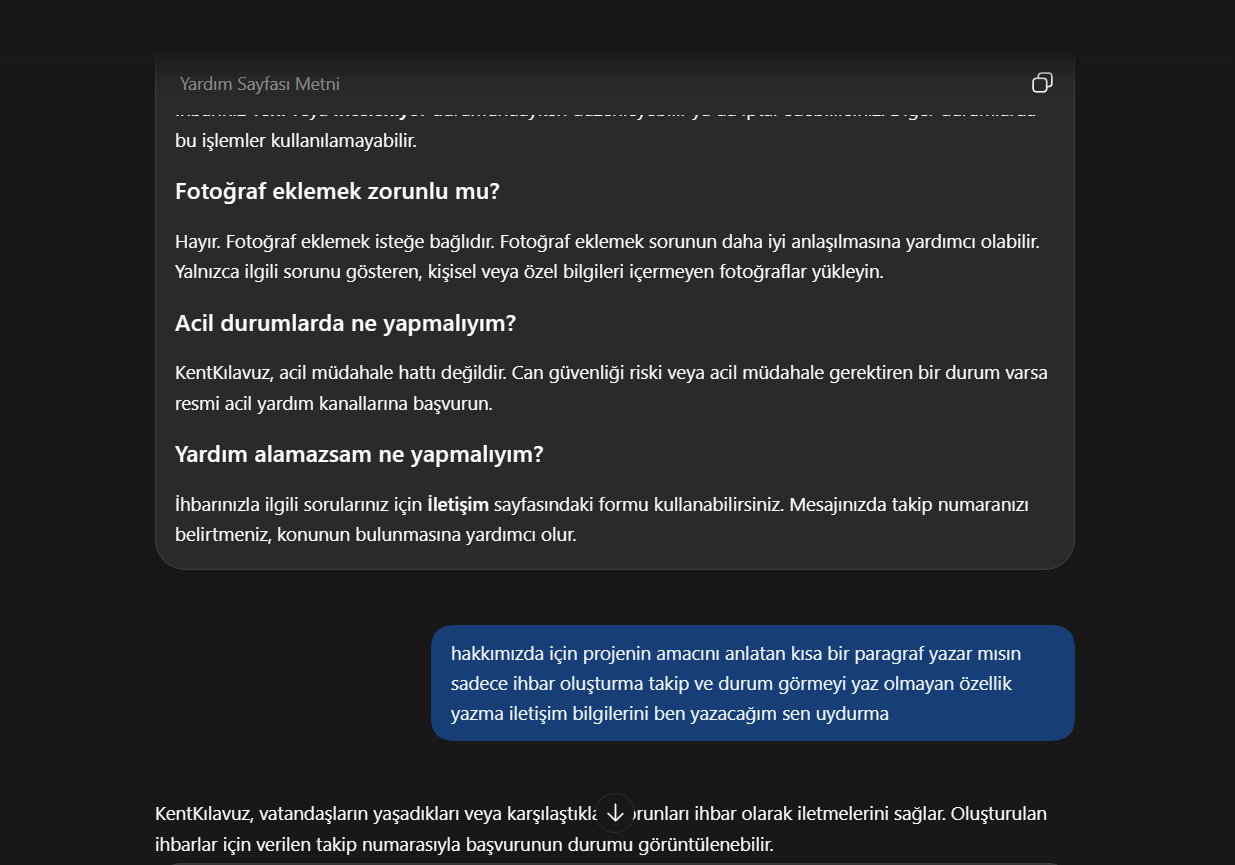 Yardım Sayfası Metni
bu işlemler kullanılamayabilir.
Fotoğraf eklemek zorunlu mu?
Hayır. Fotoğraf eklemek isteğe bağlıdır. Fotoğraf eklemek sorunun daha iyi anlaşılmasına yardımcı olabilir.
Yalnızca ilgili sorunu gösteren, kişisel veya özel bilgileri içermeyen fotoğraflar yükleyin.
Acil durumlarda ne yapmalıyım?
KentKılavuz, acil müdahale hattı değildir. Can güvenliği riski veya acil müdahale gerektiren bir durum varsa
resmi acil yardım kanallarına başvurun.
Yardım alamazsam ne yapmalıyım?
İhbarınızla ilgili sorularınız için İletişim sayfasındaki formu kullanabilirsiniz. Mesajınızda takip numaranızı
belirtmeniz, konunun bulunmasına yardımcı olur.
hakkımızda için projenin amacını anlatan kısa bir paragraf yazar mısın
sadece ihbar oluşturma takip ve durum görmeyi yaz olmayan özellik
yazma iletişim bilgilerini ben yazacağım sen uydurma
KentKılavuz, vatandaşların yaşadıkları veya ihbar olarak iletmelerini sağlar. Oluşturulan
ihbarlar için verilen takip numarasıyla başvurunun durumu görüntülenebilir.